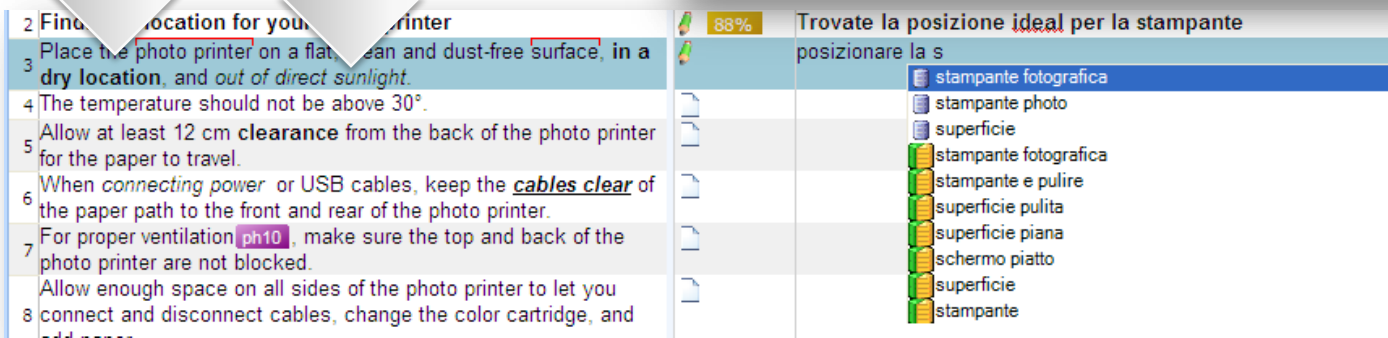 2 Find location for your printer 88% Trovate la posizione ideal per la stampante
3 Place the photo printer on a flat, clean and dust-free surface, in a posizionare la s
dry location, and out of direct sunlight. stampante fotografica
4 The temperature should not be above 30°. stampante photo
superficie
5 Allow at least 12 cm clearance from the back of the photo printer
for the paper to travel. stampante fotografica
stampante e pulire
6 When connecting power or USB cables, keep the cables clear of
the paper path to the front and rear of the photo printer. superficie pulita
7 For proper ventilation ph10 , make sure the top and back of the superficie piana
photo printer are not blocked. schermo piatto
8 Allow enough space on all sides of the photo printer to let you superficie
connect and disconnect cables, change the color cartridge, and stampante